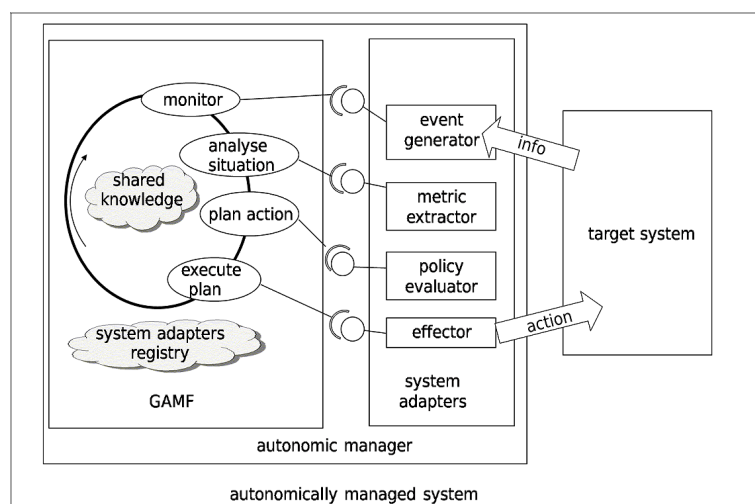 monitor
analyse
situation
shared
knowledge
plan action
execute
plan
system adapters
registry
GAMF
event
generator
metric
extractor
policy
evaluator
effector
system
adapters
info
action
target system
autonomic manager
autonomically managed system